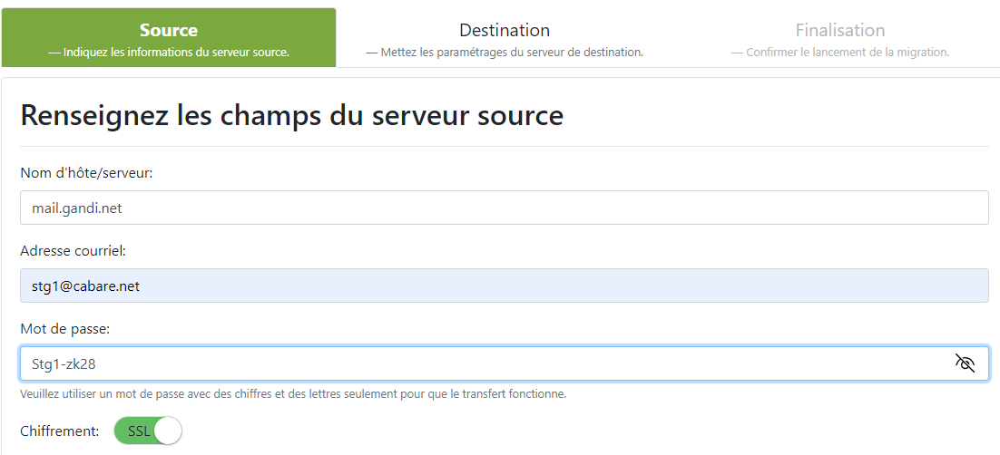 Source
— Indiquez les informations du serveur source.
Destination
— Mettez les paramétrages du serveur de destination.
Finalisation
— Confirmer le lancement de la migration.
Renseignez les champs du serveur source
Nom d'hôte/serveur:
mail.gandi.net
Adresse courriel:
stg1@cabare.net
Mot de passe:
Stg1-zk28
Veuillez utiliser un mot de passe avec des chiffres et des lettres seulement pour que le transfert fonctionne.
Chiffrement: SSL